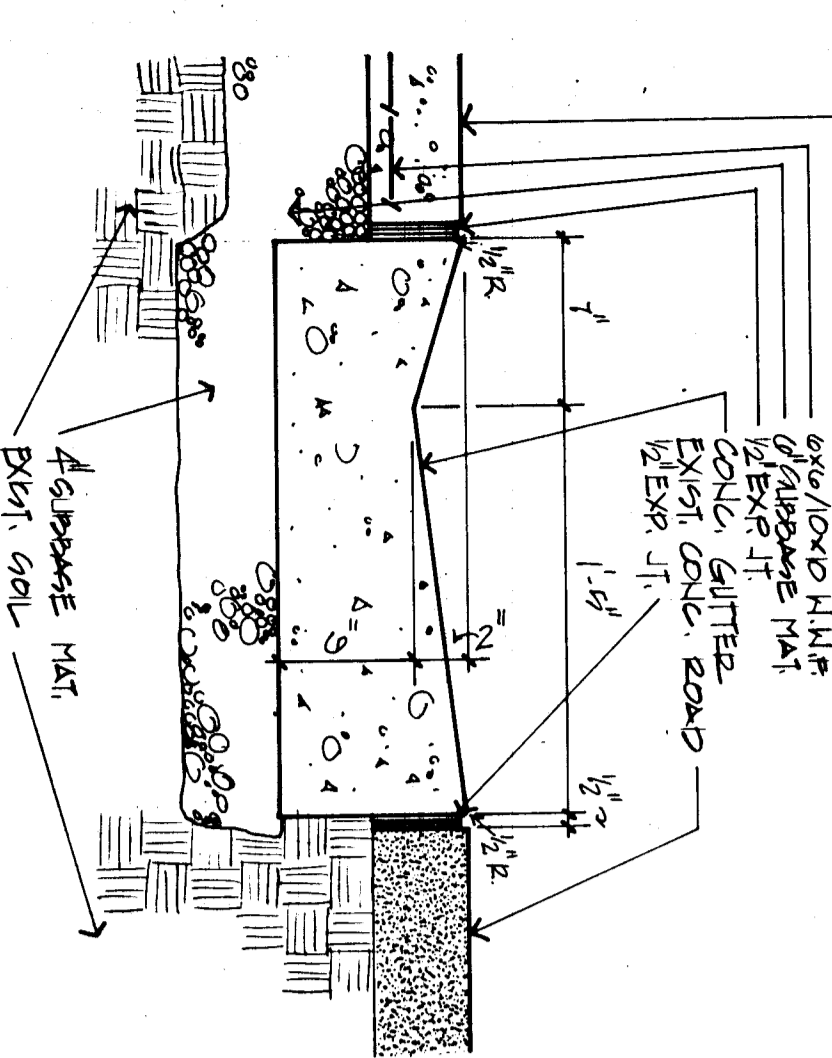 6x6/10x10 W.W.F.
6" SUBBASE MAT.
1/2" EXP. JT.
CONC. GUTTER
EXIST. CONC. ROAD
1/2" EXP. JT.
1/2" R.
7"
1'-5"
1/2"
1/2" R.
2"
6"
4" SUBBASE MAT.
EXIST. SOIL